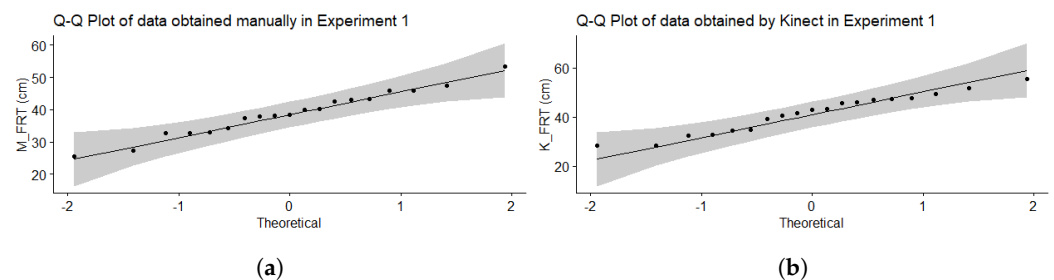 Q-Q Plot of data obtained manually in Experiment 1
60
50
40
30
20
M_FRT (cm)
-2 -1 0 1 2
Theoretical
(a)
Q-Q Plot of data obtained by Kinect in Experiment 1
60
40
20
K_FRT (cm)
-2 -1 0 1 2
Theoretical
(b)